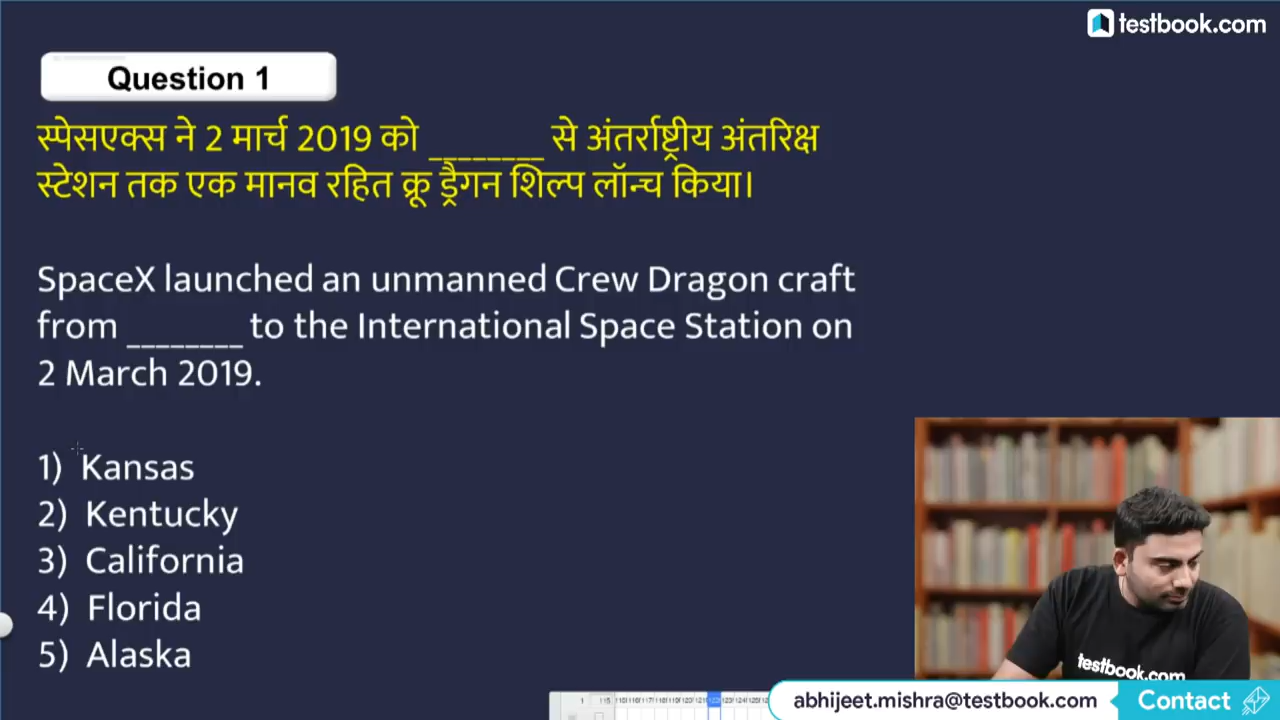 testbook.com
Question 1
स्पेसएक्स ने 2 मार्च 2019 को ________ से अंतर्राष्ट्रीय अंतरिक्ष
स्टेशन तक एक मानव रहित क्रू ड्रैगन शिल्प लॉन्च किया।
SpaceX launched an unmanned Crew Dragon craft
from ________ to the International Space Station on
2 March 2019.
1) Kansas
2) Kentucky
3) California
4) Florida
5) Alaska
testbook.com
abhijeet.mishra@testbook.com
Contact